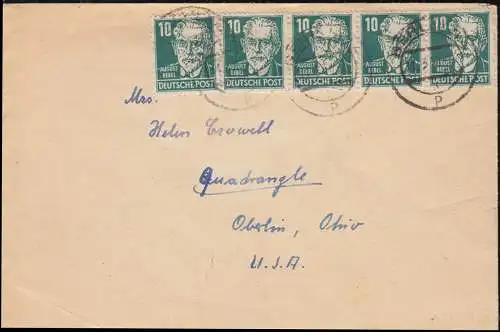 10 10 10 10 10
AUGUST BEBEL AUGUST BEBEL AUGUST BEBEL AUGUST BEBEL AUGUST BEBEL
DEUTSCHE POST DEUTSCHE POST DEUTSCHE POST DEUTSCHE POST DEUTSCHE POST
P P P
Mrs.
Helen Crowell
Quadrangle
Oberlin, Ohio
U.S.A.